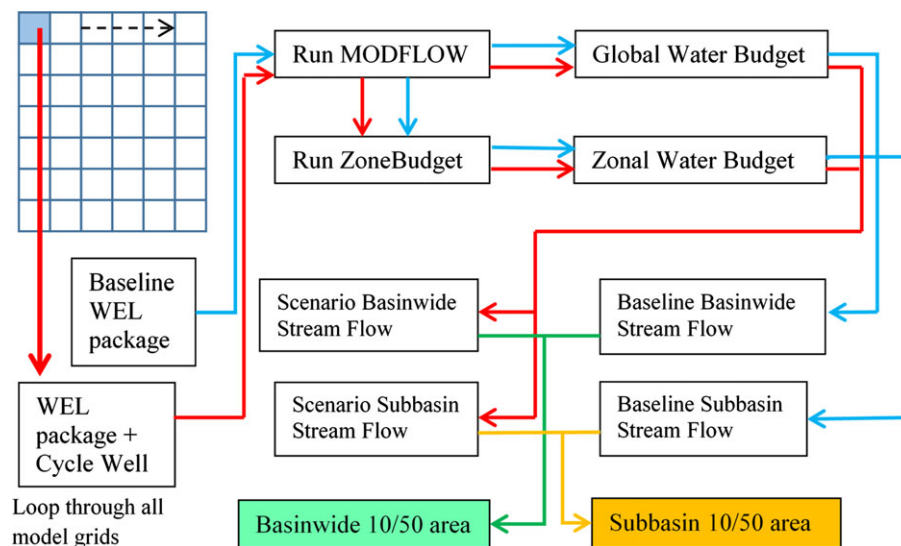 Run MODFLOW
Global Water Budget
Run ZoneBudget
Zonal Water Budget
Baseline
WEL
package
Scenario Basinwide
Stream Flow
Baseline Basinwide
Stream Flow
WEL
package +
Cycle Well
Scenario Subbasin
Stream Flow
Baseline Subbasin
Stream Flow
Loop through all
model grids
Basinwide 10/50 area
Subbasin 10/50 area